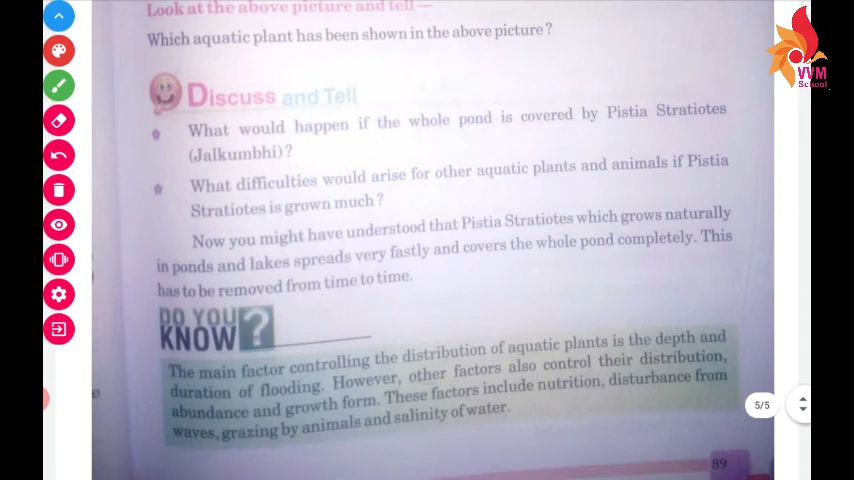 Look at the above picture and tell—
Which aquatic plant has been shown in the above picture?
VVM
School
Discuss and Tell
What would happen if the whole pond is covered by Pistia Stratiotes
(Jalkumbhi)?
What difficulties would arise for other aquatic plants and animals if Pistia
Stratiotes is grown much?
Now you might have understood that Pistia Stratiotes which grows naturally
in ponds and lakes spreads very fastly and covers the whole pond completely. This
has to be removed from time to time.
DO YOU
KNOW?
The main factor controlling the distribution of aquatic plants is the depth and
duration of flooding. However, other factors also control their distribution,
abundance and growth form. These factors include nutrition, disturbance from
waves, grazing by animals and salinity of water.
5/5
89